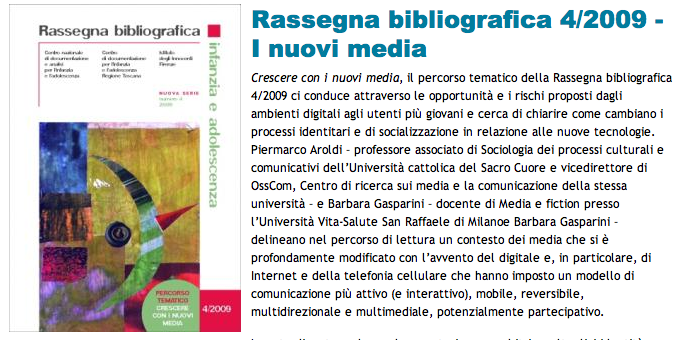 Rassegna bibliografica
Centro nazionale
di documentazione
e analisi
per l'infanzia
e l'adolescenza
Centro
di documentazione
per l'infanzia
e l'adolescenza
Regione Toscana
Istituto
degli Innocenti
Firenze
infanzia e adolescenza
NUOVA SERIE
numero 4
2009
PERCORSO
TEMATICO
CRESCERE
CON I NUOVI
MEDIA
4/2009
Rassegna bibliografica 4/2009 -
I nuovi media
Crescere con i nuovi media, il percorso tematico della Rassegna bibliografica
4/2009 ci conduce attraverso le opportunità e i rischi proposti dagli
ambienti digitali agli utenti più giovani e cerca di chiarire come cambiano i
processi identitari e di socializzazione in relazione alle nuove tecnologie.
Piermarco Aroldi - professore associato di Sociologia dei processi culturali e
comunicativi dell'Università cattolica del Sacro Cuore e vicedirettore di
OssCom, Centro di ricerca sui media e la comunicazione della stessa
università - e Barbara Gasparini - docente di Media e fiction presso
l'Università Vita-Salute San Raffaele di Milanoe Barbara Gasparini -
delineano nel percorso di lettura un contesto dei media che si è
profondamente modificato con l'avvento del digitale e, in particolare, di
Internet e della telefonia cellulare che hanno imposto un modello di
comunicazione più attivo (e interattivo), mobile, reversibile,
multidirezionale e multimediale, potenzialmente partecipativo.